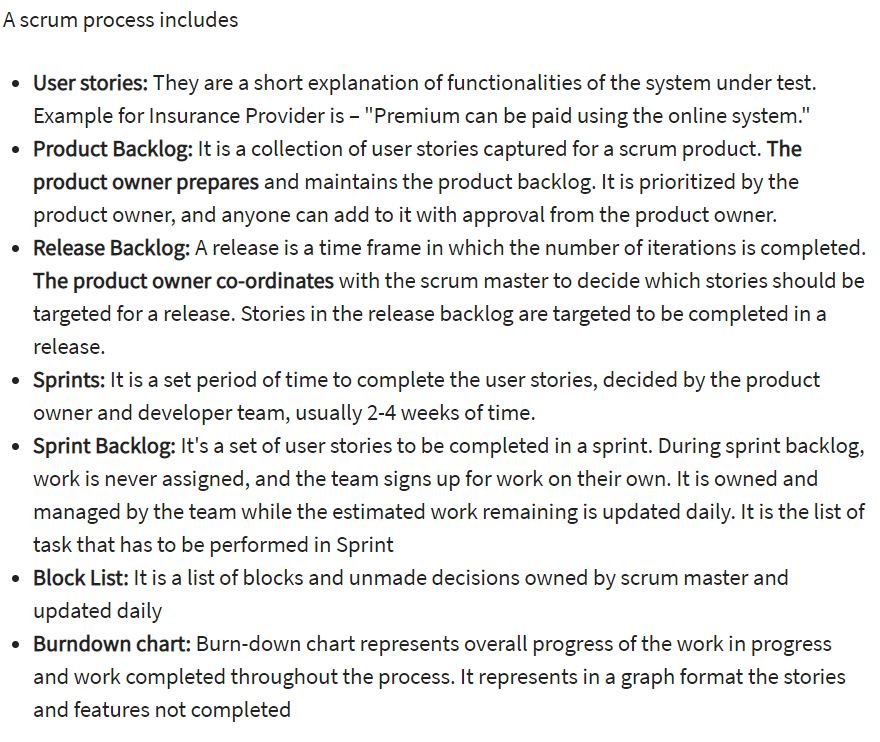 A scrum process includes
• User stories: They are a short explanation of functionalities of the system under test.
Example for Insurance Provider is – "Premium can be paid using the online system."
• Product Backlog: It is a collection of user stories captured for a scrum product. The
product owner prepares and maintains the product backlog. It is prioritized by the
product owner, and anyone can add to it with approval from the product owner.
• Release Backlog: A release is a time frame in which the number of iterations is completed.
The product owner co-ordinates with the scrum master to decide which stories should be
targeted for a release. Stories in the release backlog are targeted to be completed in a
release.
• Sprints: It is a set period of time to complete the user stories, decided by the product
owner and developer team, usually 2-4 weeks of time.
• Sprint Backlog: It's a set of user stories to be completed in a sprint. During sprint backlog,
work is never assigned, and the team signs up for work on their own. It is owned and
managed by the team while the estimated work remaining is updated daily. It is the list of
task that has to be performed in Sprint
• Block List: It is a list of blocks and unmade decisions owned by scrum master and
updated daily
• Burndown chart: Burn-down chart represents overall progress of the work in progress
and work completed throughout the process. It represents in a graph format the stories
and features not completed